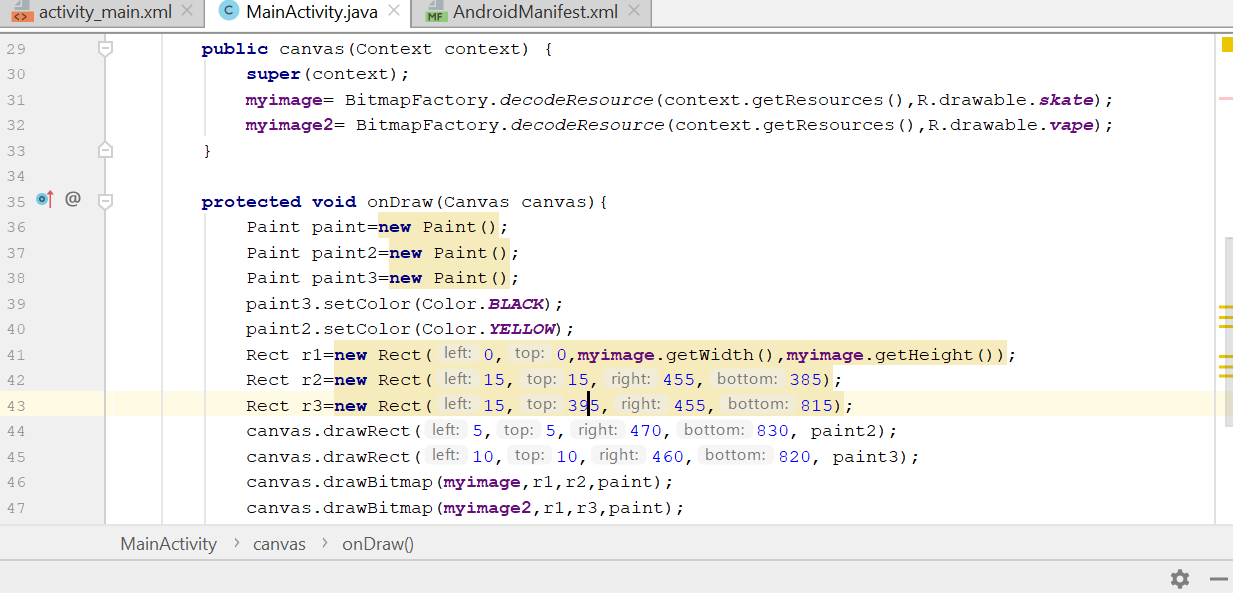 activity_main.xml MainActivity.java AndroidManifest.xml
29 public canvas(Context context) {
30 super(context);
31 myimage= BitmapFactory.decodeResource(context.getResources(),R.drawable.skate);
32 myimage2= BitmapFactory.decodeResource(context.getResources(),R.drawable.vape);
33 }
34
35 @ protected void onDraw(Canvas canvas){
36 Paint paint=new Paint();
37 Paint paint2=new Paint();
38 Paint paint3=new Paint();
39 paint3.setColor(Color.BLACK);
40 paint2.setColor(Color.YELLOW);
41 Rect r1=new Rect( left: 0, top: 0,myimage.getWidth(),myimage.getHeight());
42 Rect r2=new Rect( left: 15, top: 15, right: 455, bottom: 385);
43 Rect r3=new Rect( left: 15, top: 395, right: 455, bottom: 815);
44 canvas.drawRect( left: 5, top: 5, right: 470, bottom: 830, paint2);
45 canvas.drawRect( left: 10, top: 10, right: 460, bottom: 820, paint3);
46 canvas.drawBitmap(myimage,r1,r2,paint);
47 canvas.drawBitmap(myimage2,r1,r3,paint);
MainActivity › canvas › onDraw()